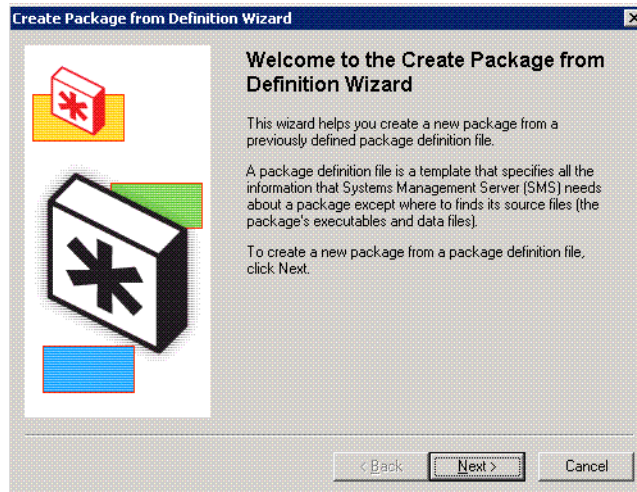 Create Package from Definition Wizard
Welcome to the Create Package from
Definition Wizard
This wizard helps you create a new package from a
previously defined package definition file.
A package definition file is a template that specifies all the
information that Systems Management Server (SMS) needs
about a package except where to finds its source files (the
package's executables and data files).
To create a new package from a package definition file,
click Next.
< Back
Next >
Cancel